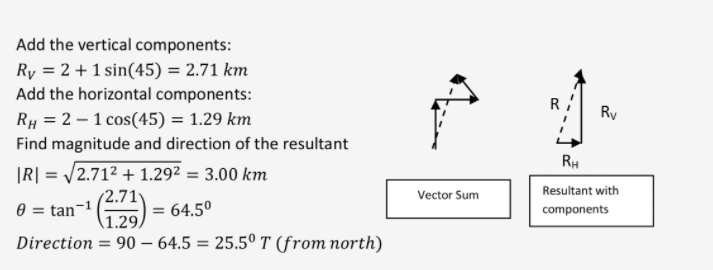 Add the vertical components:
R_V = 2 + 1 sin(45) = 2.71 km
Add the horizontal components:
R_H = 2 − 1 cos(45) = 1.29 km
Find magnitude and direction of the resultant
|R| = √(2.71² + 1.29²) = 3.00 km
θ = tan⁻¹(2.71/1.29) = 64.5⁰
Direction = 90 − 64.5 = 25.5⁰ T (from north)
R
R_V
R_H
Vector Sum
Resultant with
components